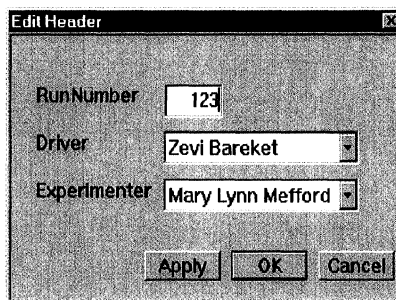 Edit Header
RunNumber 123
Driver Zevi Bareket
Experimenter Mary Lynn Mefford
Apply OK Cancel